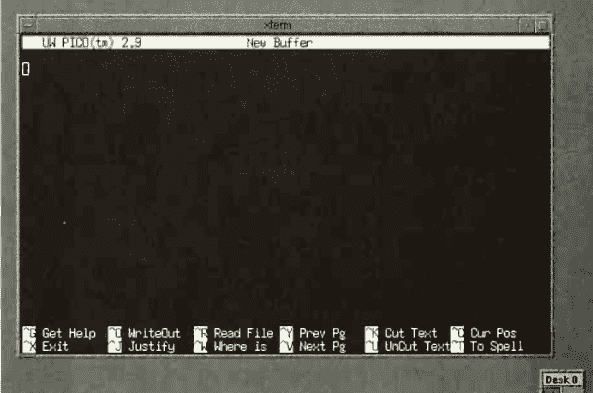 xterm
UW PICO(tm) 2.9 New Buffer
^G Get Help ^O WriteOut ^R Read File ^Y Prev Pg ^K Cut Text ^C Cur Pos
^X Exit ^J Justify ^W Where is ^V Next Pg ^U UnCut Text ^T To Spell
Desk 0